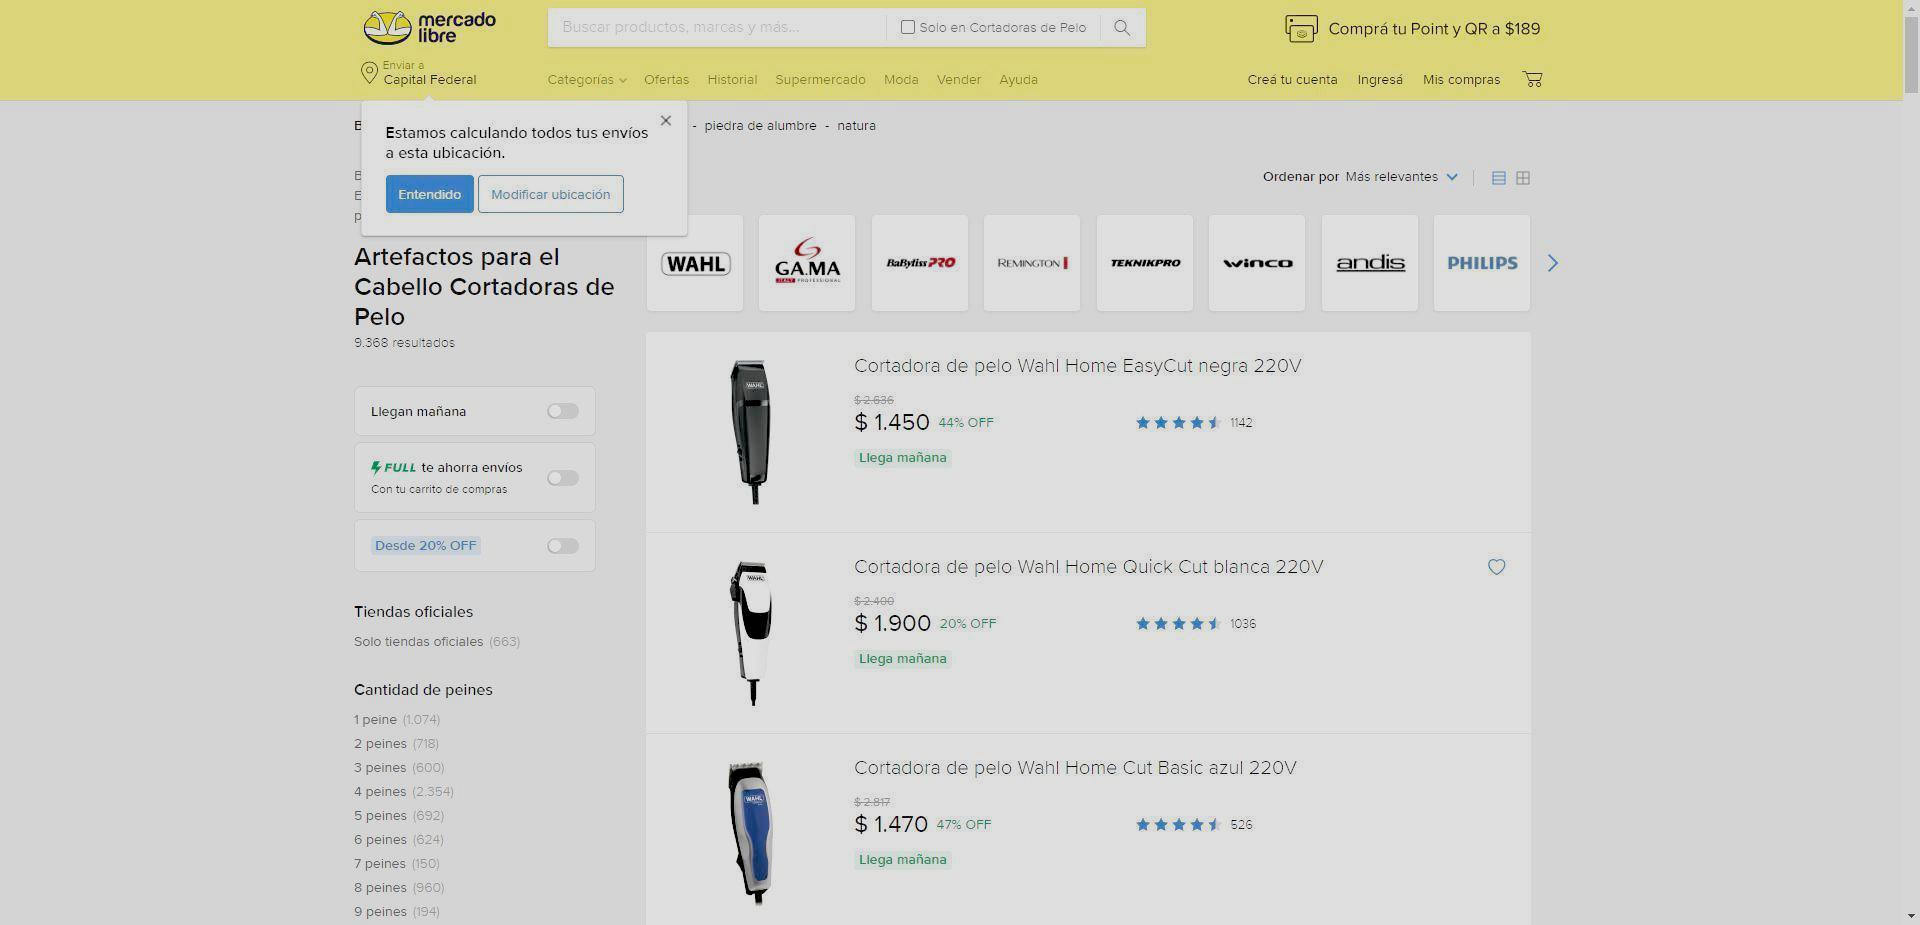 mercado
libre
Buscar productos, marcas y más...
Solo en Cortadoras de Pelo
Comprá tu Point y QR a $189
Enviar a
Capital Federal
Categorías
Ofertas
Historial
Supermercado
Moda
Vender
Ayuda
Creá tu cuenta
Ingresá
Mis compras
Estamos calculando todos tus envíos
a esta ubicación.
Entendido
Modificar ubicación
- piedra de alumbre - natura
Ordenar por Más relevantes
Artefactos para el
Cabello Cortadoras de
Pelo
9.368 resultados
WAHL
GA.MA
ITALY PROFESSIONAL
BaByliss PRO
REMINGTON
TEKNIKPRO
winco
andis
PHILIPS
Llegan mañana
FULL te ahorra envíos
Con tu carrito de compras
Desde 20% OFF
Tiendas oficiales
Solo tiendas oficiales (663)
Cantidad de peines
1 peine (1.074)
2 peines (718)
3 peines (600)
4 peines (2.354)
5 peines (692)
6 peines (624)
7 peines (150)
8 peines (960)
9 peines (194)
WAHL
Cortadora de pelo Wahl Home EasyCut negra 220V
$ 2.636
$ 1.450 44% OFF
1142
Llega mañana
WAHL
Cortadora de pelo Wahl Home Quick Cut blanca 220V
$ 2.400
$ 1.900 20% OFF
1036
Llega mañana
WAHL
Cortadora de pelo Wahl Home Cut Basic azul 220V
$ 2.817
$ 1.470 47% OFF
526
Llega mañana